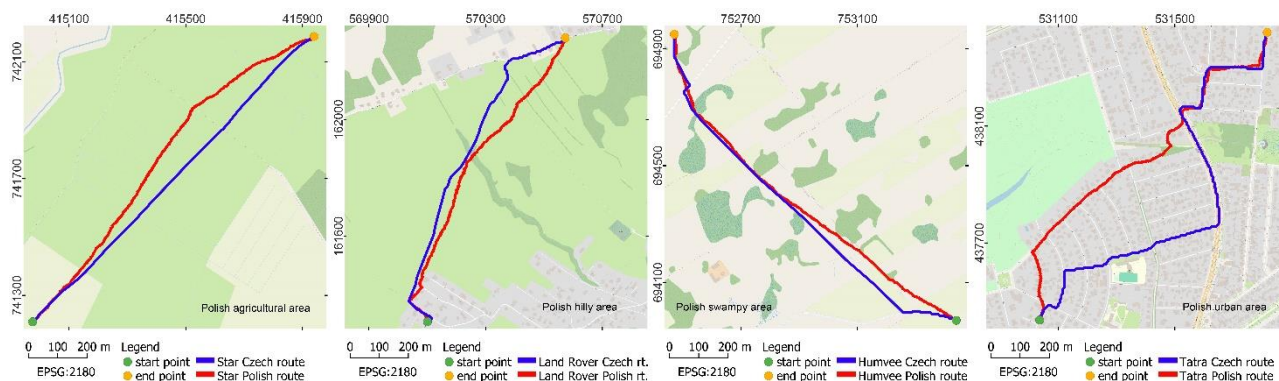 415100 415500 415900
742100
741700
741300
Polish agricultural area
0 100 200 m
EPSG:2180
Legend
start point
end point
Star Czech route
Star Polish route
569900 570300 570700
162000
161600
Polish hilly area
0 100 200 m
EPSG:2180
Legend
start point
end point
Land Rover Czech rt.
Land Rover Polish rt.
752700 753100
694900
694500
694100
Polish swampy area
0 100 200 m
EPSG:2180
Legend
start point
end point
Humvee Czech route
Humvee Polish route
531100 531500
438100
437700
Polish urban area
0 100 200 m
EPSG:2180
Legend
start point
end point
Tatra Czech route
Tatra Polish route